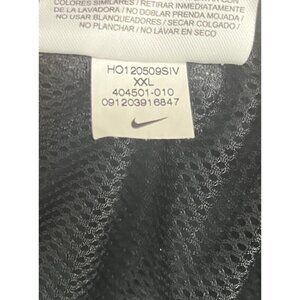 COLORES SIMILARES / RETIRAR INMEDIATAMENTE
DE LA LAVADORA / NO DOBLAR PRENDA MOJADA /
NO USAR BLANQUEADORES / SECAR COLGADO /
NO PLANCHAR / NO LAVAR EN SECO
HO120509SIV
XXL
404501-010
091203916847